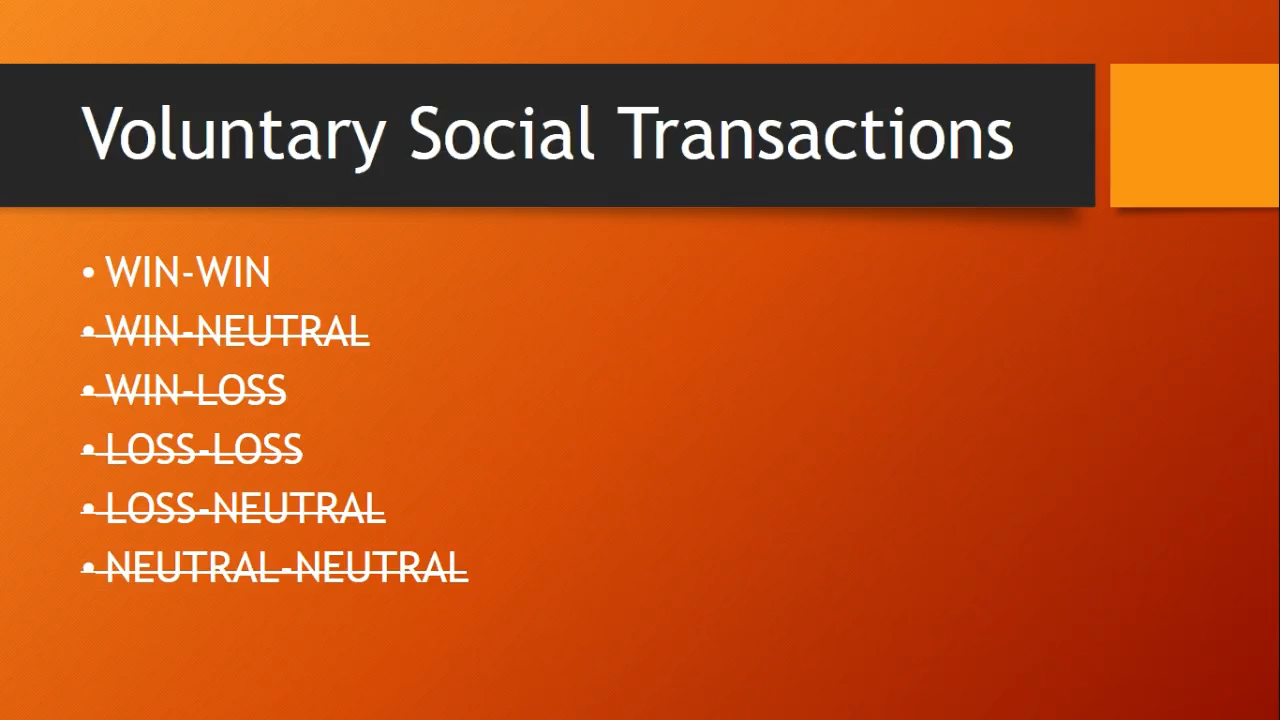 Voluntary Social Transactions
• WIN-WIN
• WIN-NEUTRAL
• WIN-LOSS
• LOSS-LOSS
• LOSS-NEUTRAL
• NEUTRAL-NEUTRAL